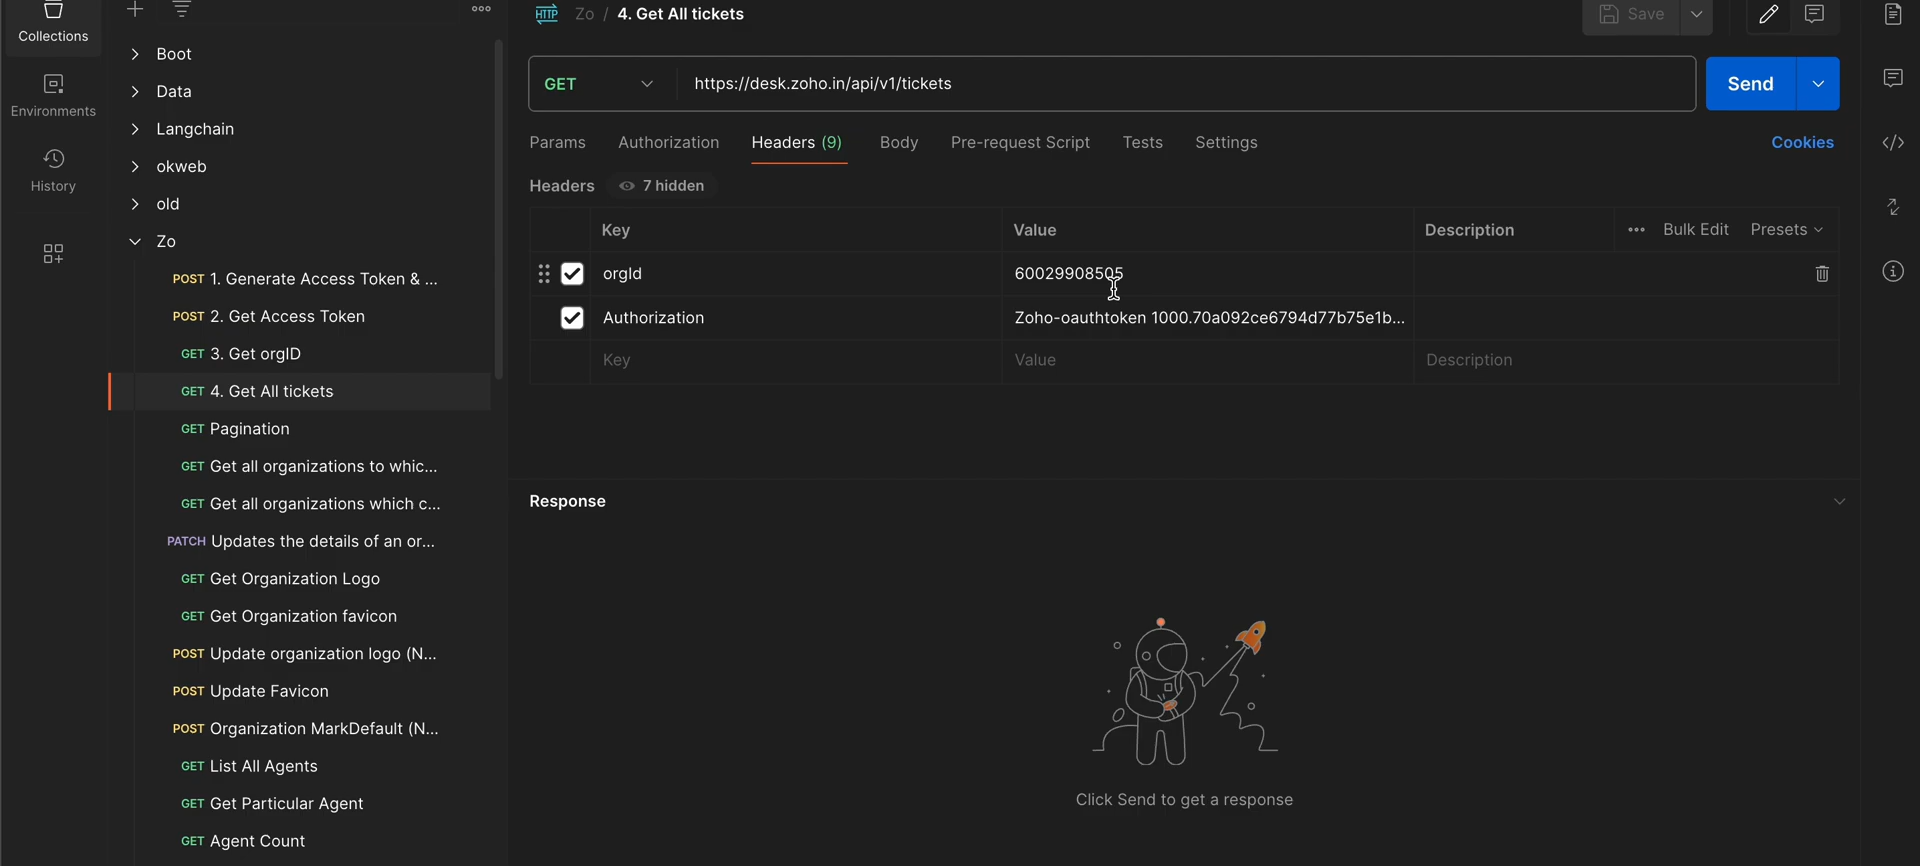 Collections
Environments
History
Boot
Data
Langchain
okweb
old
Zo
POST 1. Generate Access Token & ...
POST 2. Get Access Token
GET 3. Get orgID
GET 4. Get All tickets
GET Pagination
GET Get all organizations to whic...
GET Get all organizations which c...
PATCH Updates the details of an or...
GET Get Organization Logo
GET Get Organization favicon
POST Update organization logo (N...
POST Update Favicon
POST Organization MarkDefault (N...
GET List All Agents
GET Get Particular Agent
GET Agent Count
HTTP Zo / 4. Get All tickets
Save
GET https://desk.zoho.in/api/v1/tickets
Send
Params Authorization Headers (9) Body Pre-request Script Tests Settings Cookies
Headers 7 hidden
Key Value Description Bulk Edit Presets
orgId 60029908505
Authorization Zoho-oauthtoken 1000.70a092ce6794d77b75e1b...
Key Value Description
Response
Click Send to get a response